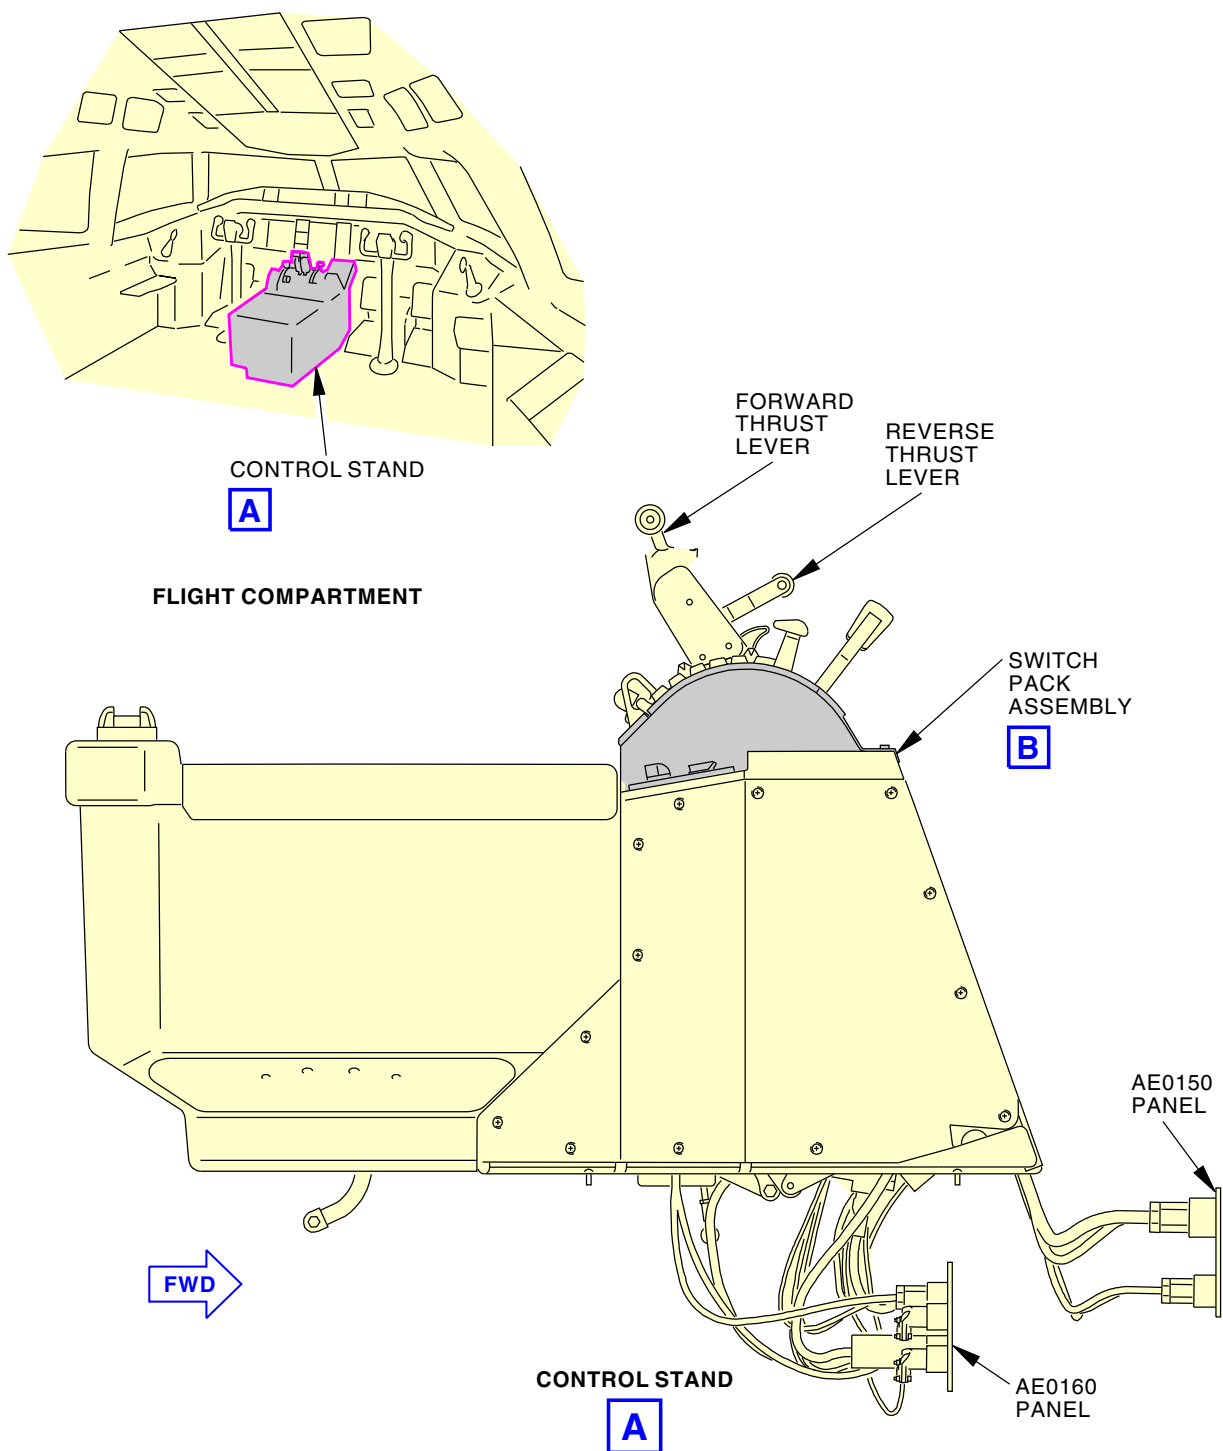 CONTROL STAND
A
FLIGHT COMPARTMENT
FORWARD
THRUST
LEVER
REVERSE
THRUST
LEVER
SWITCH
PACK
ASSEMBLY
B
AE0150
PANEL
FWD
AE0160
PANEL
CONTROL STAND
A